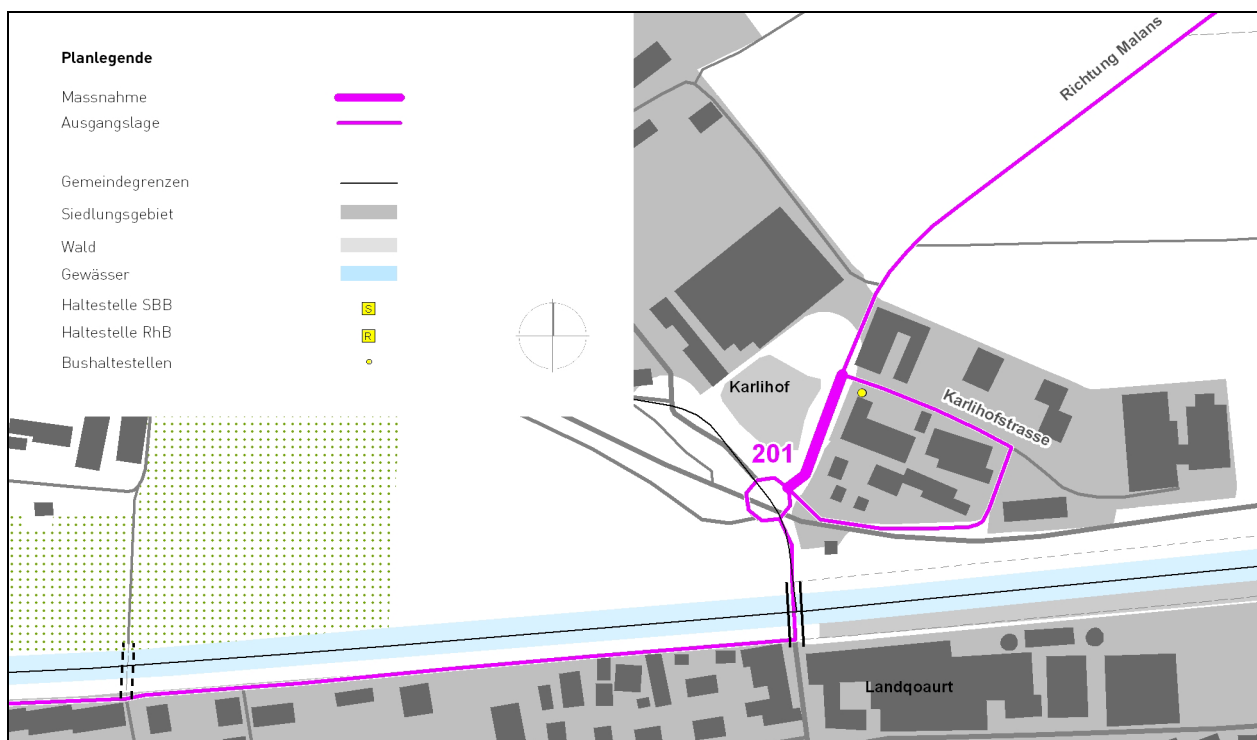 Planlegende
Massnahme
Ausgangslage
Gemeindegrenzen
Siedlungsgebiet
Wald
Gewässer
Haltestelle SBB
S
Haltestelle RhB
R
Bushaltestellen
Richtung Malans
Karlihof
Karlihofstrasse
201
Landqoaurt